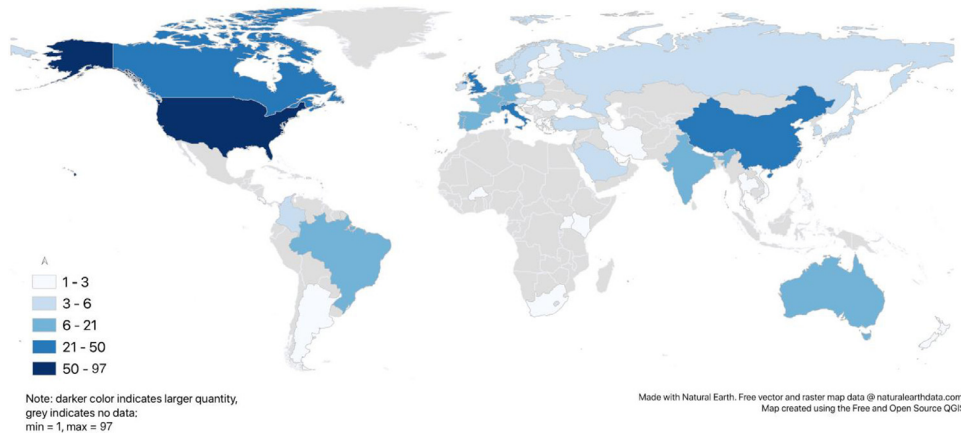 A
1 - 3
3 - 6
6 - 21
21 - 50
50 - 97
Note: darker color indicates larger quantity,
grey indicates no data;
min = 1, max = 97
Made with Natural Earth. Free vector and raster map data @ naturalearthdata.com
Map created using the Free and Open Source QGIS